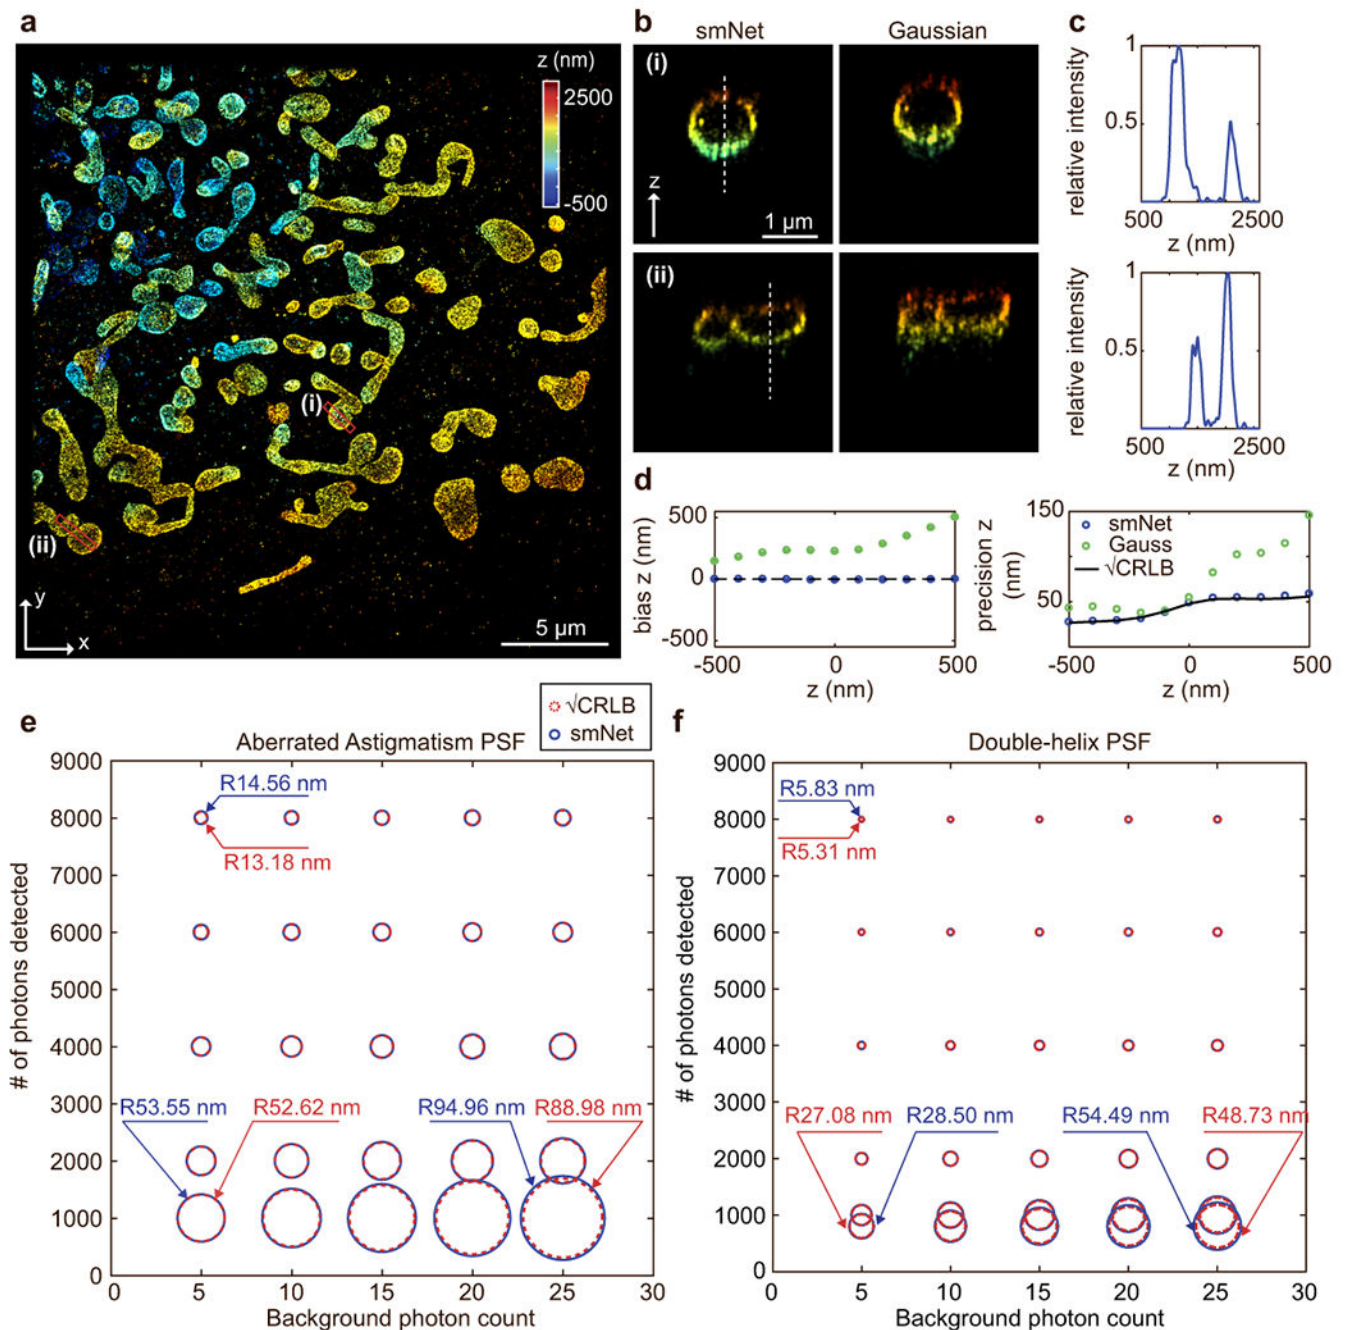 a
z (nm)
2500
-500
(i)
(ii)
y
x
5 µm
b
smNet
Gaussian
(i)
z
1 µm
(ii)
c
relative intensity
1
0.5
500
2500
z (nm)
relative intensity
1
0.5
500
2500
z (nm)
d
bias z (nm)
500
0
-500
-500
0
500
z (nm)
precision z
(nm)
150
50
smNet
Gauss
√CRLB
-500
0
500
z (nm)
√CRLB
smNet
e
Aberrated Astigmatism PSF
# of photons detected
9000
8000
7000
6000
5000
4000
3000
2000
1000
0
R14.56 nm
R13.18 nm
R53.55 nm
R52.62 nm
R94.96 nm
R88.98 nm
0
5
10
15
20
25
30
Background photon count
f
Double-helix PSF
# of photons detected
9000
8000
7000
6000
5000
4000
3000
2000
1000
0
R5.83 nm
R5.31 nm
R27.08 nm
R28.50 nm
R54.49 nm
R48.73 nm
0
5
10
15
20
25
30
Background photon count